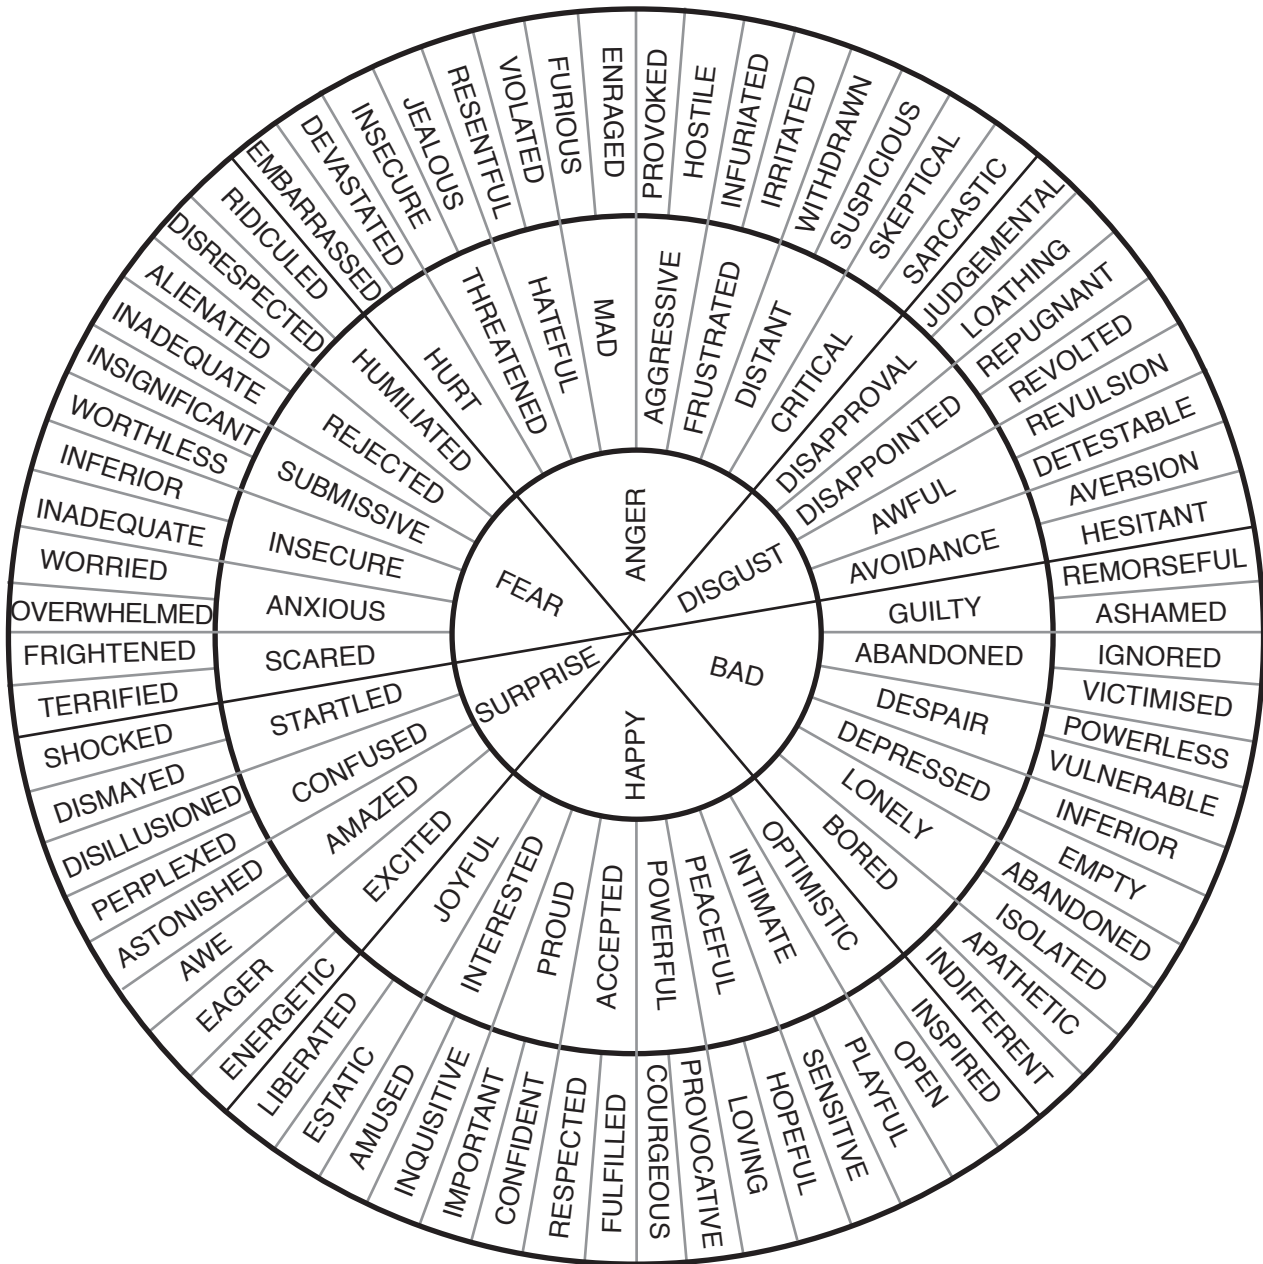 ANGER
DISGUST
BAD
HAPPY
SURPRISE
FEAR
HURT
THREATENED
HATEFUL
MAD
AGGRESSIVE
FRUSTRATED
DISTANT
CRITICAL
DISAPPROVAL
DISAPPOINTED
AWFUL
AVOIDANCE
GUILTY
ABANDONED
DESPAIR
DEPRESSED
LONELY
BORED
OPTIMISTIC
INTIMATE
PEACEFUL
POWERFUL
ACCEPTED
PROUD
INTERESTED
JOYFUL
EXCITED
AMAZED
CONFUSED
STARTLED
SCARED
ANXIOUS
INSECURE
SUBMISSIVE
REJECTED
HUMILIATED
EMBARRASSED
DEVASTATED
INSECURE
JEALOUS
RESENTFUL
VIOLATED
FURIOUS
ENRAGED
PROVOKED
HOSTILE
INFURIATED
IRRITATED
WITHDRAWN
SUSPICIOUS
SKEPTICAL
SARCASTIC
JUDGEMENTAL
LOATHING
REPUGNANT
REVOLTED
REVULSION
DETESTABLE
AVERSION
HESITANT
REMORSEFUL
ASHAMED
IGNORED
VICTIMISED
POWERLESS
VULNERABLE
INFERIOR
EMPTY
ABANDONED
ISOLATED
APATHETIC
INDIFFERENT
INSPIRED
OPEN
PLAYFUL
SENSITIVE
HOPEFUL
LOVING
PROVOCATIVE
COURGEOUS
FULFILLED
RESPECTED
CONFIDENT
IMPORTANT
INQUISITIVE
AMUSED
ESTATIC
LIBERATED
ENERGETIC
EAGER
AWE
ASTONISHED
PERPLEXED
DISILLUSIONED
DISMAYED
SHOCKED
TERRIFIED
FRIGHTENED
OVERWHELMED
WORRIED
INADEQUATE
INFERIOR
WORTHLESS
INSIGNIFICANT
INADEQUATE
ALIENATED
DISRESPECTED
RIDICULED